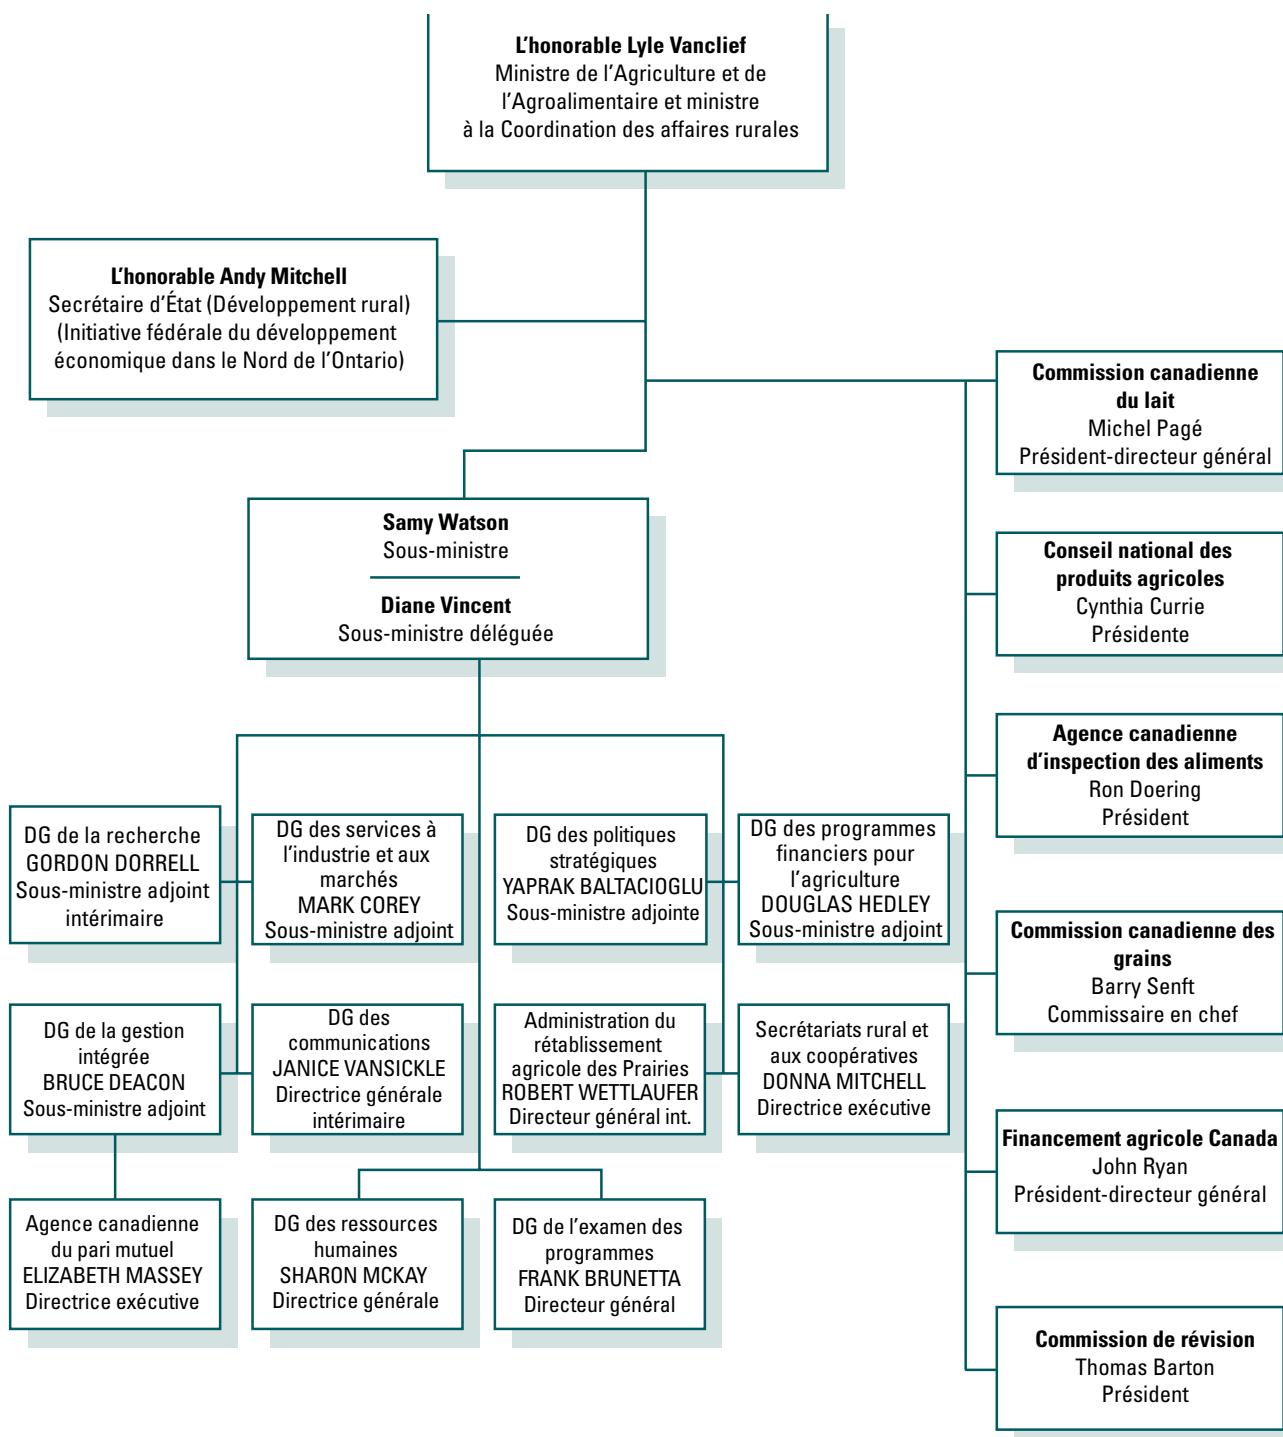 L'honorable Lyle Vanclief
Ministre de l'Agriculture et de
l'Agroalimentaire et ministre
à la Coordination des affaires rurales
L'honorable Andy Mitchell
Secrétaire d'État (Développement rural)
(Initiative fédérale du développement
économique dans le Nord de l'Ontario)
Commission canadienne
du lait
Michel Pagé
Président-directeur général
Samy Watson
Sous-ministre
Diane Vincent
Sous-ministre déléguée
Conseil national des
produits agricoles
Cynthia Currie
Présidente
Agence canadienne
d'inspection des aliments
Ron Doering
Président
DG de la recherche
GORDON DORRELL
Sous-ministre adjoint
intérimaire
DG des services à
l'industrie et aux
marchés
MARK COREY
Sous-ministre adjoint
DG des politiques
stratégiques
YAPRAK BALTACIOGLU
Sous-ministre adjointe
DG des programmes
financiers pour
l'agriculture
DOUGLAS HEDLEY
Sous-ministre adjoint
Commission canadienne des
grains
Barry Senft
Commissaire en chef
DG de la gestion
intégrée
BRUCE DEACON
Sous-ministre adjoint
DG des
communications
JANICE VANSICKLE
Directrice générale
intérimaire
Administration du
rétablissement
agricole des Prairies
ROBERT WETTLAUFER
Directeur général int.
Secrétariats rural et
aux coopératives
DONNA MITCHELL
Directrice exécutive
Financement agricole Canada
John Ryan
Président-directeur général
Agence canadienne
du pari mutuel
ELIZABETH MASSEY
Directrice exécutive
DG des ressources
humaines
SHARON MCKAY
Directrice générale
DG de l'examen des
programmes
FRANK BRUNETTA
Directeur général
Commission de révision
Thomas Barton
Président